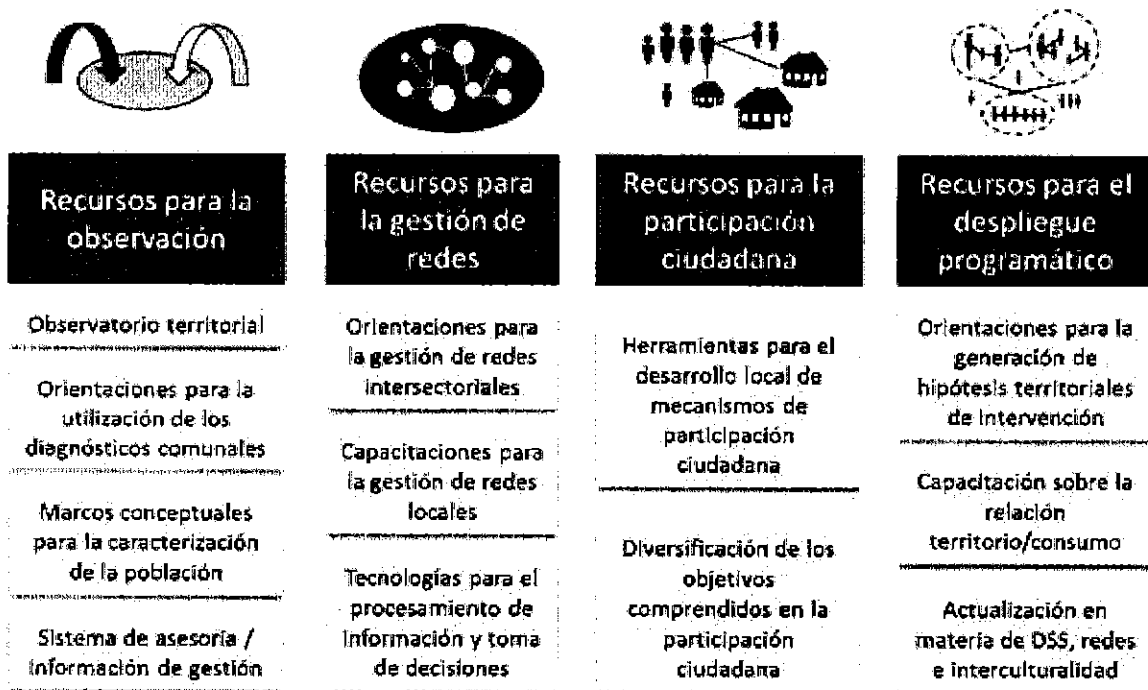 Recursos para la
observación
Observatorio territorial
Orientaciones para la
utilización de los
diagnósticos comunales
Marcos conceptuales
para la caracterización
de la población
Sistema de asesoría /
información de gestión
Recursos para
la gestión de
redes
Orientaciones para
la gestión de redes
intersectoriales
Capacitaciones para
la gestión de redes
locales
Tecnologías para el
procesamiento de
información y toma
de decisiones
Recursos para la
participación
ciudadana
Herramientas para el
desarrollo local de
mecanismos de
participación
ciudadana
Diversificación de los
objetivos
comprendidos en la
participación
ciudadana
Recursos para el
despliegue
programático
Orientaciones para la
generación de
hipótesis territoriales
de intervención
Capacitación sobre la
relación
territorio/consumo
Actualización en
materia de DSS, redes
e interculturalidad